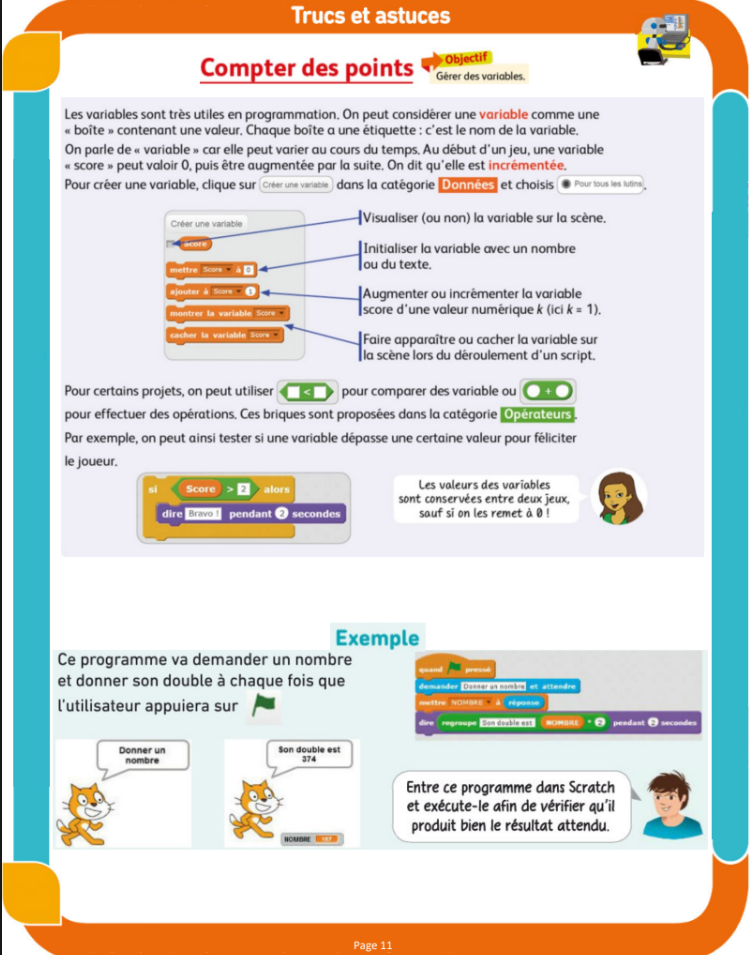 Trucs et astuces
Compter des points
Objectif
Gérer des variables.
Les variables sont très utiles en programmation. On peut considérer une variable comme une
« boîte » contenant une valeur. Chaque boîte a une étiquette : c'est le nom de la variable.
On parle de « variable » car elle peut varier au cours du temps. Au début d'un jeu, une variable
« score » peut valoir 0, puis être augmentée par la suite. On dit qu'elle est incrémentée.
Pour créer une variable, clique sur Créer une variable dans la catégorie Données et choisis Pour tous les lutins.
Créer une variable
score
mettre Score à 0
ajouter à Score 1
montrer la variable Score
cacher la variable Score
Visualiser (ou non) la variable sur la scène.
Initialiser la variable avec un nombre
ou du texte.
Augmenter ou incrémenter la variable
score d'une valeur numérique k (ici k = 1).
Faire apparaître ou cacher la variable sur
la scène lors du déroulement d'un script.
Pour certains projets, on peut utiliser < pour comparer des variable ou +
pour effectuer des opérations. Ces briques sont proposées dans la catégorie Opérateurs.
Par exemple, on peut ainsi tester si une variable dépasse une certaine valeur pour féliciter
le joueur.
si Score > 2 alors
dire Bravo ! pendant 2 secondes
Les valeurs des variables
sont conservées entre deux jeux,
sauf si on les remet à 0 !
Exemple
Ce programme va demander un nombre
et donner son double à chaque fois que
l'utilisateur appuiera sur
quand pressé
demander Donner un nombre et attendre
mettre NOMBRE à réponse
dire regroupe Son double est NOMBRE * 2 pendant 2 secondes
Donner un
nombre
Son double est
374
NOMBRE 187
Entre ce programme dans Scratch
et exécute-le afin de vérifier qu'il
produit bien le résultat attendu.
Page 11